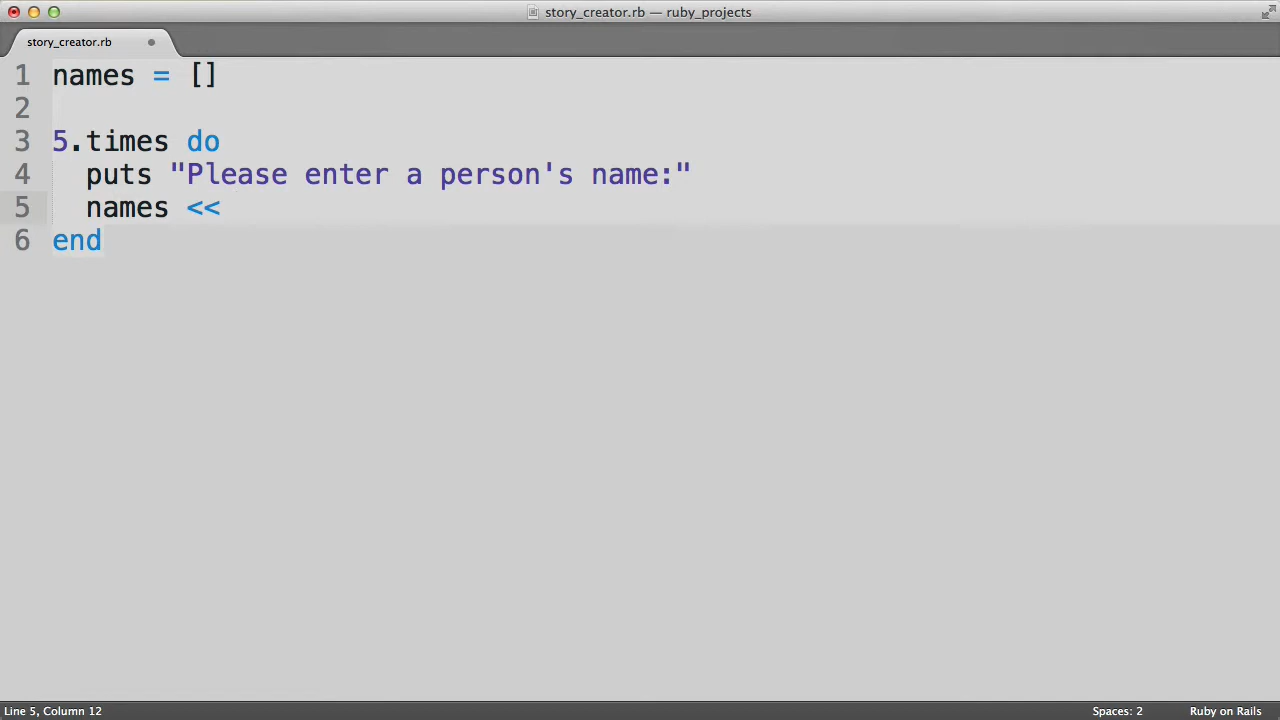 story_creator.rb — ruby_projects
story_creator.rb
1 names = []
2
3 5.times do
4   puts "Please enter a person's name:"
5   names <<
6 end
Line 5, Column 12
Spaces: 2
Ruby on Rails